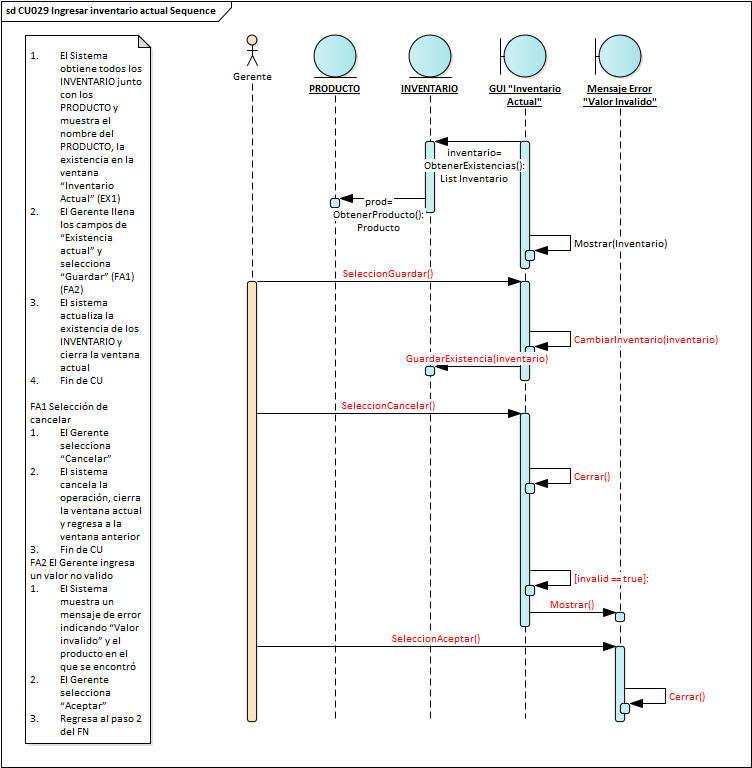 sd CU029 Ingresar inventario actual Sequence
1. El Sistema
obtiene todos los
INVENTARIO junto
con los
PRODUCTO y
muestra el
nombre del
PRODUCTO, la
existencia en la
ventana
“Inventario
Actual” (EX1)
2. El Gerente llena
los campos de
“Existencia
actual” y
selecciona
“Guardar” (FA1)
(FA2)
3. El sistema
actualiza la
existencia de los
INVENTARIO y
cierra la ventana
actual
4. Fin de CU
FA1 Selección de
cancelar
1. El Gerente
selecciona
“Cancelar”
2. El sistema
cancela la
operación, cierra
la ventana actual
y regresa a la
ventana anterior
3. Fin de CU
FA2 El Gerente ingresa
un valor no valido
1. El Sistema
muestra un
mensaje de error
indicando “Valor
invalido” y el
producto en el
que se encontró
2. El Gerente
selecciona
“Aceptar”
3. Regresa al paso 2
del FN
Gerente
PRODUCTO
INVENTARIO
GUI "Inventario
Actual"
Mensaje Error
"Valor Invalido"
inventario=
ObtenerExistencias():
List Inventario
prod=
ObtenerProducto():
Producto
Mostrar(Inventario)
SeleccionGuardar()
CambiarInventario(inventario)
GuardarExistencia(inventario)
SeleccionCancelar()
Cerrar()
[invalid ==true]:
Mostrar()
SeleccionAceptar()
Cerrar()